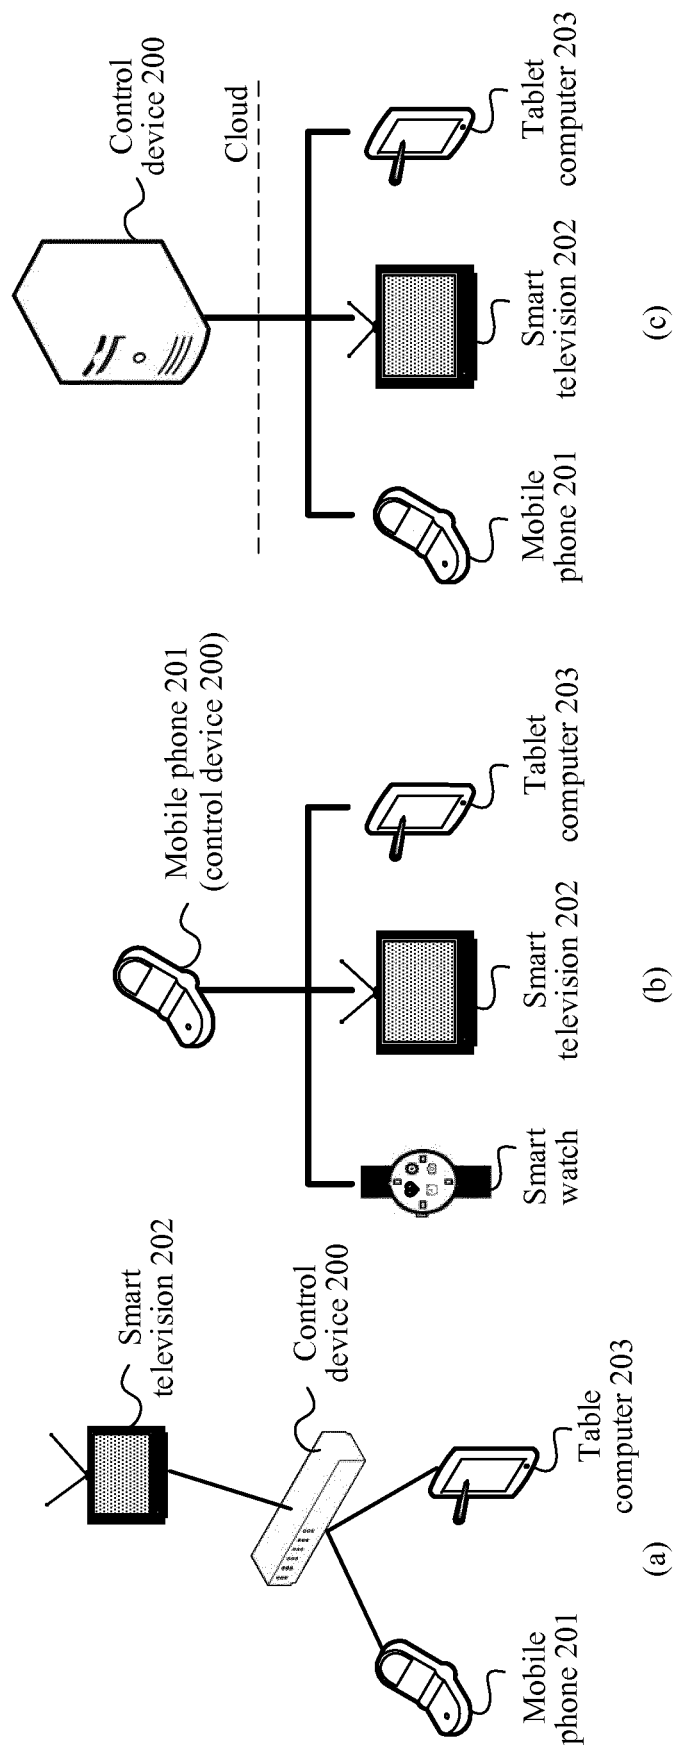 Smart
television 202
Control
device 200
Mobile
phone 201
Table
computer 203
(a)
Mobile phone 201
(control device 200)
Smart
watch
Smart
television 202
Tablet
computer 203
(b)
Control
device 200
Cloud
Mobile
phone 201
Smart
television 202
Tablet
computer 203
(c)